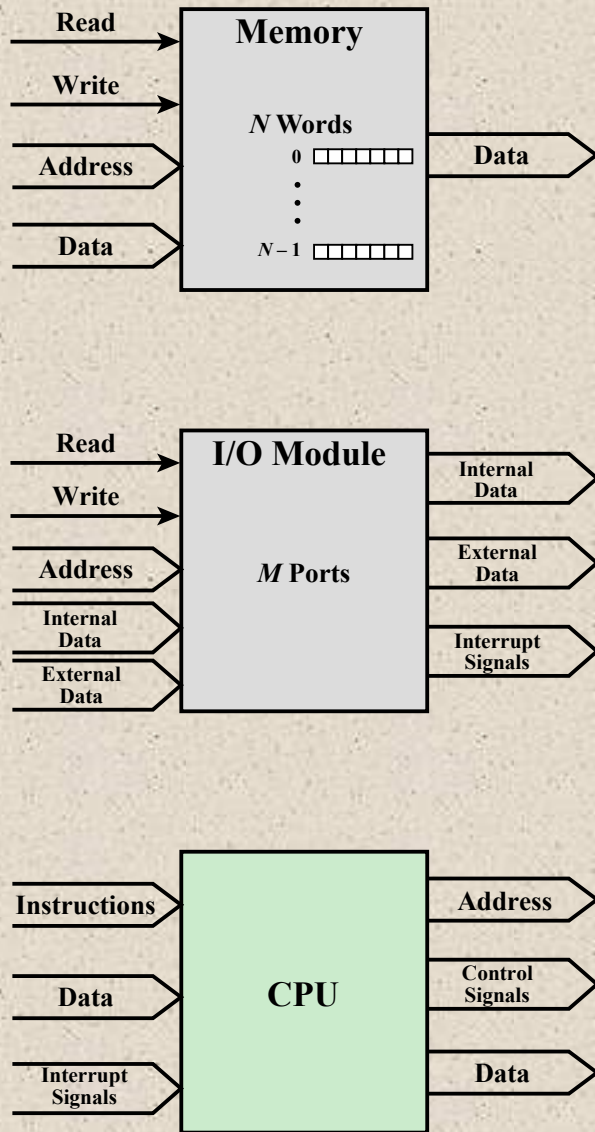 Read
Memory
Write
N Words
Address
0
Data
Data
N – 1
Read
I/O Module
Write
Internal
Data
Address
M Ports
External
Data
Internal
Data
Interrupt
Signals
External
Data
Instructions
Address
CPU
Data
Control
Signals
Interrupt
Signals
Data